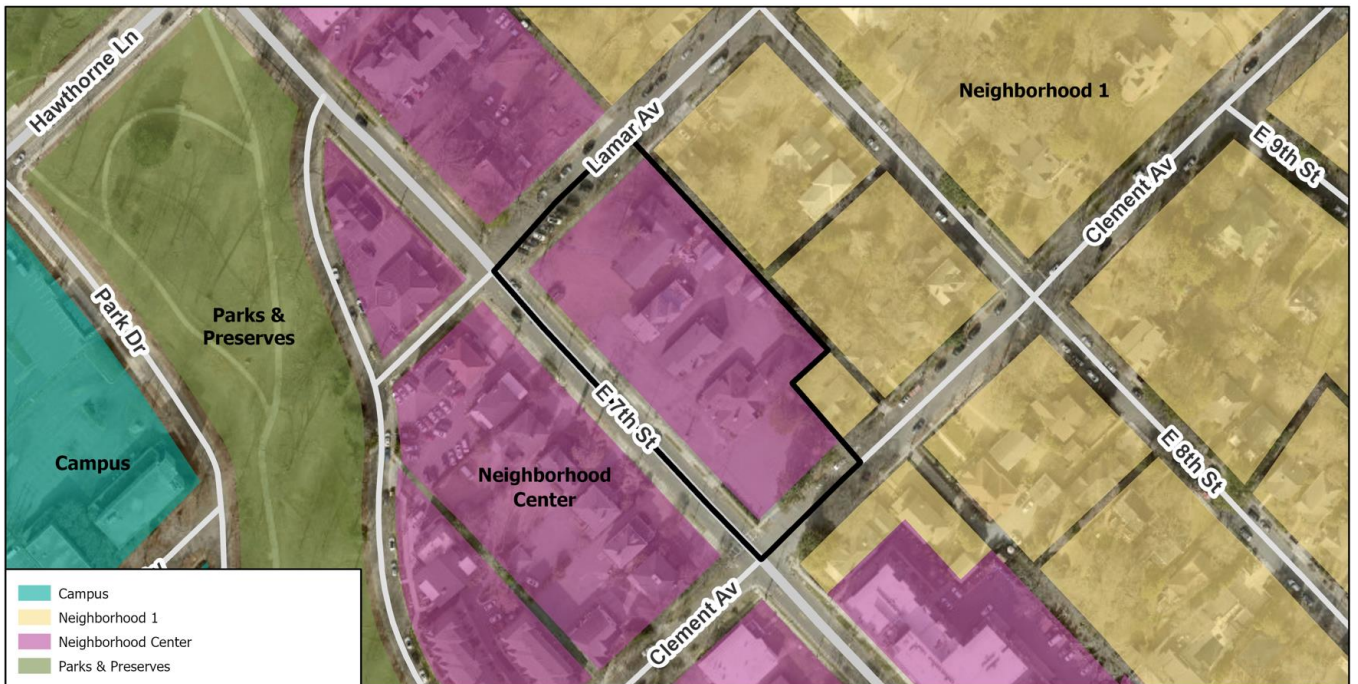 Hawthorne Ln
Lamar Av
Neighborhood 1
E 9th St
Clement Av
Park Dr
Parks &
Preserves
E 7th St
Campus
Neighborhood
Center
E 8th St
Clement Av
Campus
Neighborhood 1
Neighborhood Center
Parks & Preserves